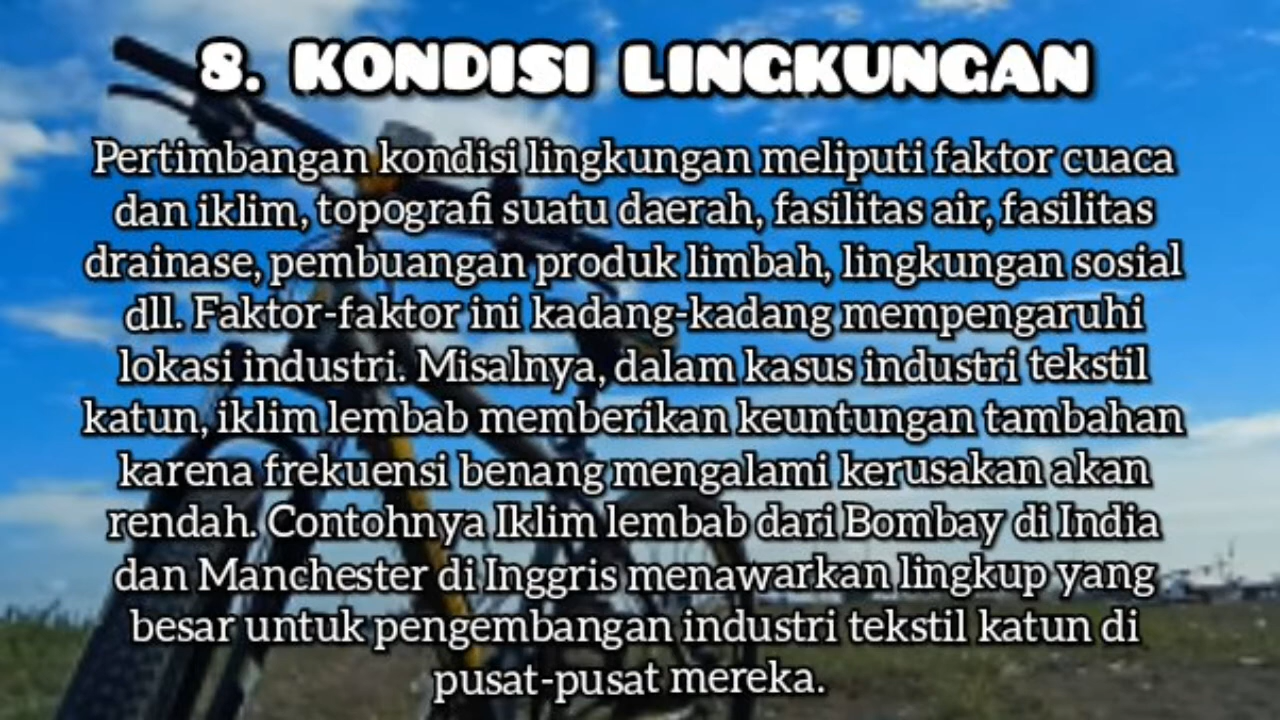 8. KONDISI LINGKUNGAN
Pertimbangan kondisi lingkungan meliputi faktor cuaca
dan iklim, topografi suatu daerah, fasilitas air, fasilitas
drainase, pembuangan produk limbah, lingkungan sosial
dll. Faktor-faktor ini kadang-kadang mempengaruhi
lokasi industri. Misalnya, dalam kasus industri tekstil
katun, iklim lembab memberikan keuntungan tambahan
karena frekuensi benang mengalami kerusakan akan
rendah. Contohnya Iklim lembab dari Bombay di India
dan Manchester di Inggris menawarkan lingkup yang
besar untuk pengembangan industri tekstil katun di
pusat-pusat mereka.